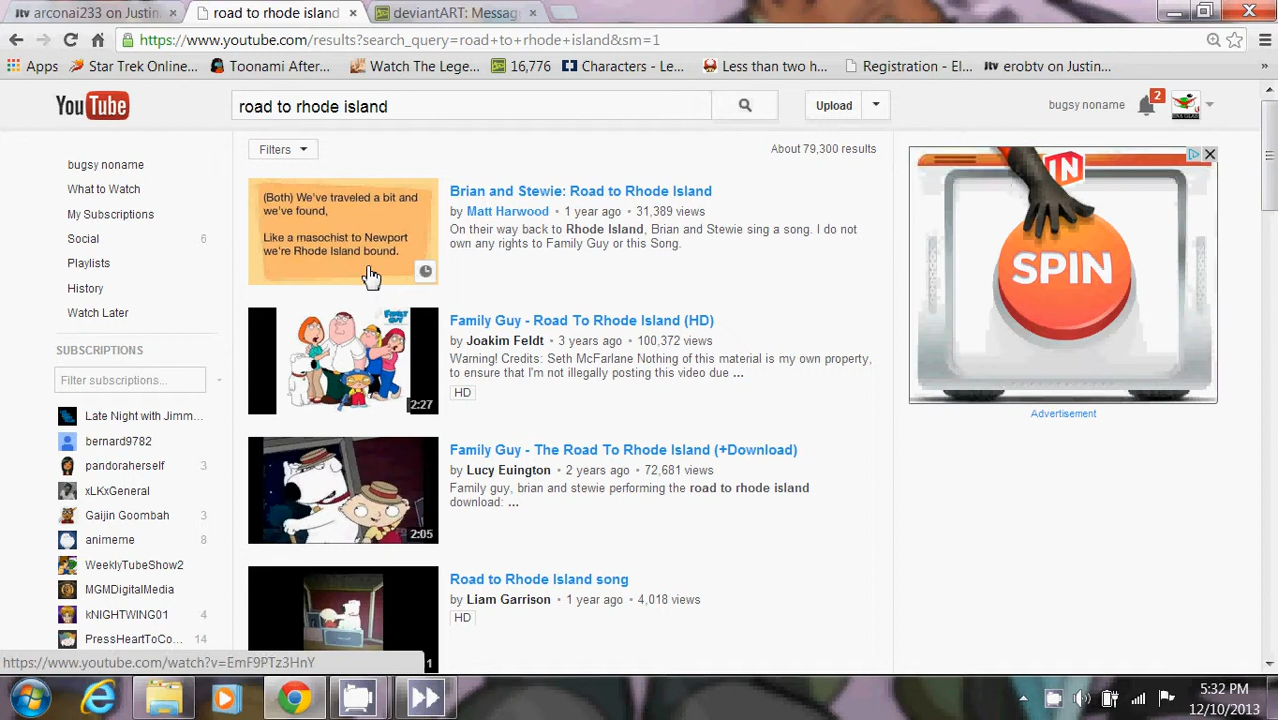 jtv arconai233 on Justin.
road to rhode island
deviantART: Messag
https://www.youtube.com/results?search_query=road+to+rhode+island&sm=1
Apps
Star Trek Online...
Toonami After...
Watch The Lege...
16,776
Characters - Le...
Less than two h...
Registration - El...
jtv erobtv on Justin...
»
YouTube
road to rhode island
Upload
bugsy noname
2
bugsy noname
What to Watch
My Subscriptions
Social 6
Playlists
History
Watch Later
SUBSCRIPTIONS
Filter subscriptions...
Late Night with Jimm...
bernard9782
pandoraherself 3
xLKxGeneral
Gaijin Goombah 3
animeme 8
WeeklyTubeShow2
MGMDigitalMedia
kNIGHTWING01 4
PressHeartToCo... 14
Filters
About 79,300 results
(Both) We've traveled a bit and
we've found,
Like a masochist to Newport
we're Rhode Island bound.
Brian and Stewie: Road to Rhode Island
by Matt Harwood • 1 year ago • 31,389 views
On their way back to Rhode Island, Brian and Stewie sing a song. I do not
own any rights to Family Guy or this Song.
FAMILY GUY
2:27
Family Guy - Road To Rhode Island (HD)
by Joakim Feldt • 3 years ago • 100,372 views
Warning! Credits: Seth McFarlane Nothing of this material is my own property,
to ensure that I'm not illegally posting this video due ...
HD
2:05
Family Guy - The Road To Rhode Island (+Download)
by Lucy Euington • 2 years ago • 72,681 views
Family guy, brian and stewie performing the road to rhode island
download: ...
1
Road to Rhode Island song
by Liam Garrison • 1 year ago • 4,018 views
HD
IN
SPIN
Advertisement
https://www.youtube.com/watch?v=EmF9PTz3HnY
5:32 PM
12/10/2013